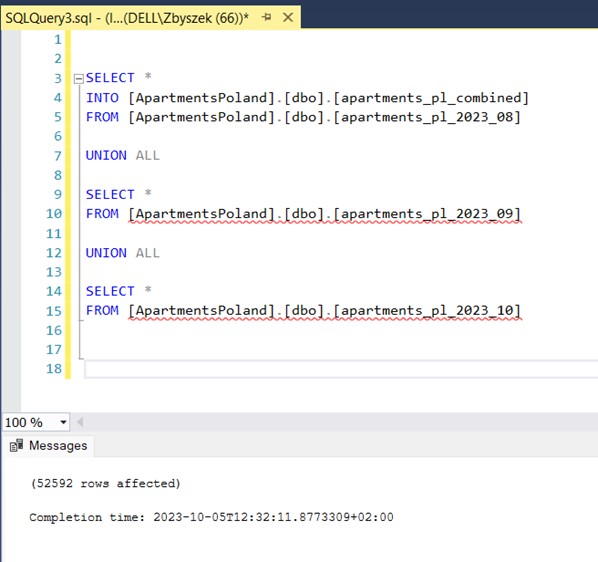 SQLQuery3.sql - (l...(DELL\Zbyszek (66))*
1
2
3 SELECT *
4 INTO [ApartmentsPoland].[dbo].[apartments_pl_combined]
5 FROM [ApartmentsPoland].[dbo].[apartments_pl_2023_08]
6
7 UNION ALL
8
9 SELECT *
10 FROM [ApartmentsPoland].[dbo].[apartments_pl_2023_09]
11
12 UNION ALL
13
14 SELECT *
15 FROM [ApartmentsPoland].[dbo].[apartments_pl_2023_10]
16
17
18
100 %
Messages
(52592 rows affected)
Completion time: 2023-10-05T12:32:11.8773309+02:00